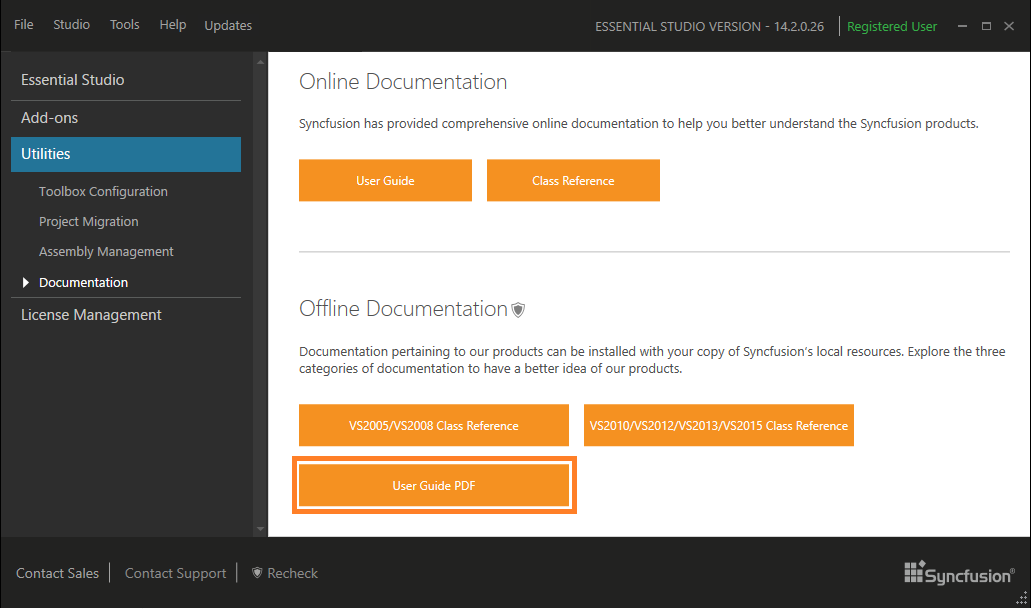 File Studio Tools Help Updates
ESSENTIAL STUDIO VERSION - 14.2.0.26 Registered User
Essential Studio
Add-ons
Utilities
Toolbox Configuration
Project Migration
Assembly Management
Documentation
License Management
Online Documentation
Syncfusion has provided comprehensive online documentation to help you better understand the Syncfusion products.
User Guide Class Reference
Offline Documentation
Documentation pertaining to our products can be installed with your copy of Syncfusion's local resources. Explore the three
categories of documentation to have a better idea of our products.
VS2005/VS2008 Class Reference VS2010/VS2012/VS2013/VS2015 Class Reference
User Guide PDF
Contact Sales Contact Support Recheck
Syncfusion®